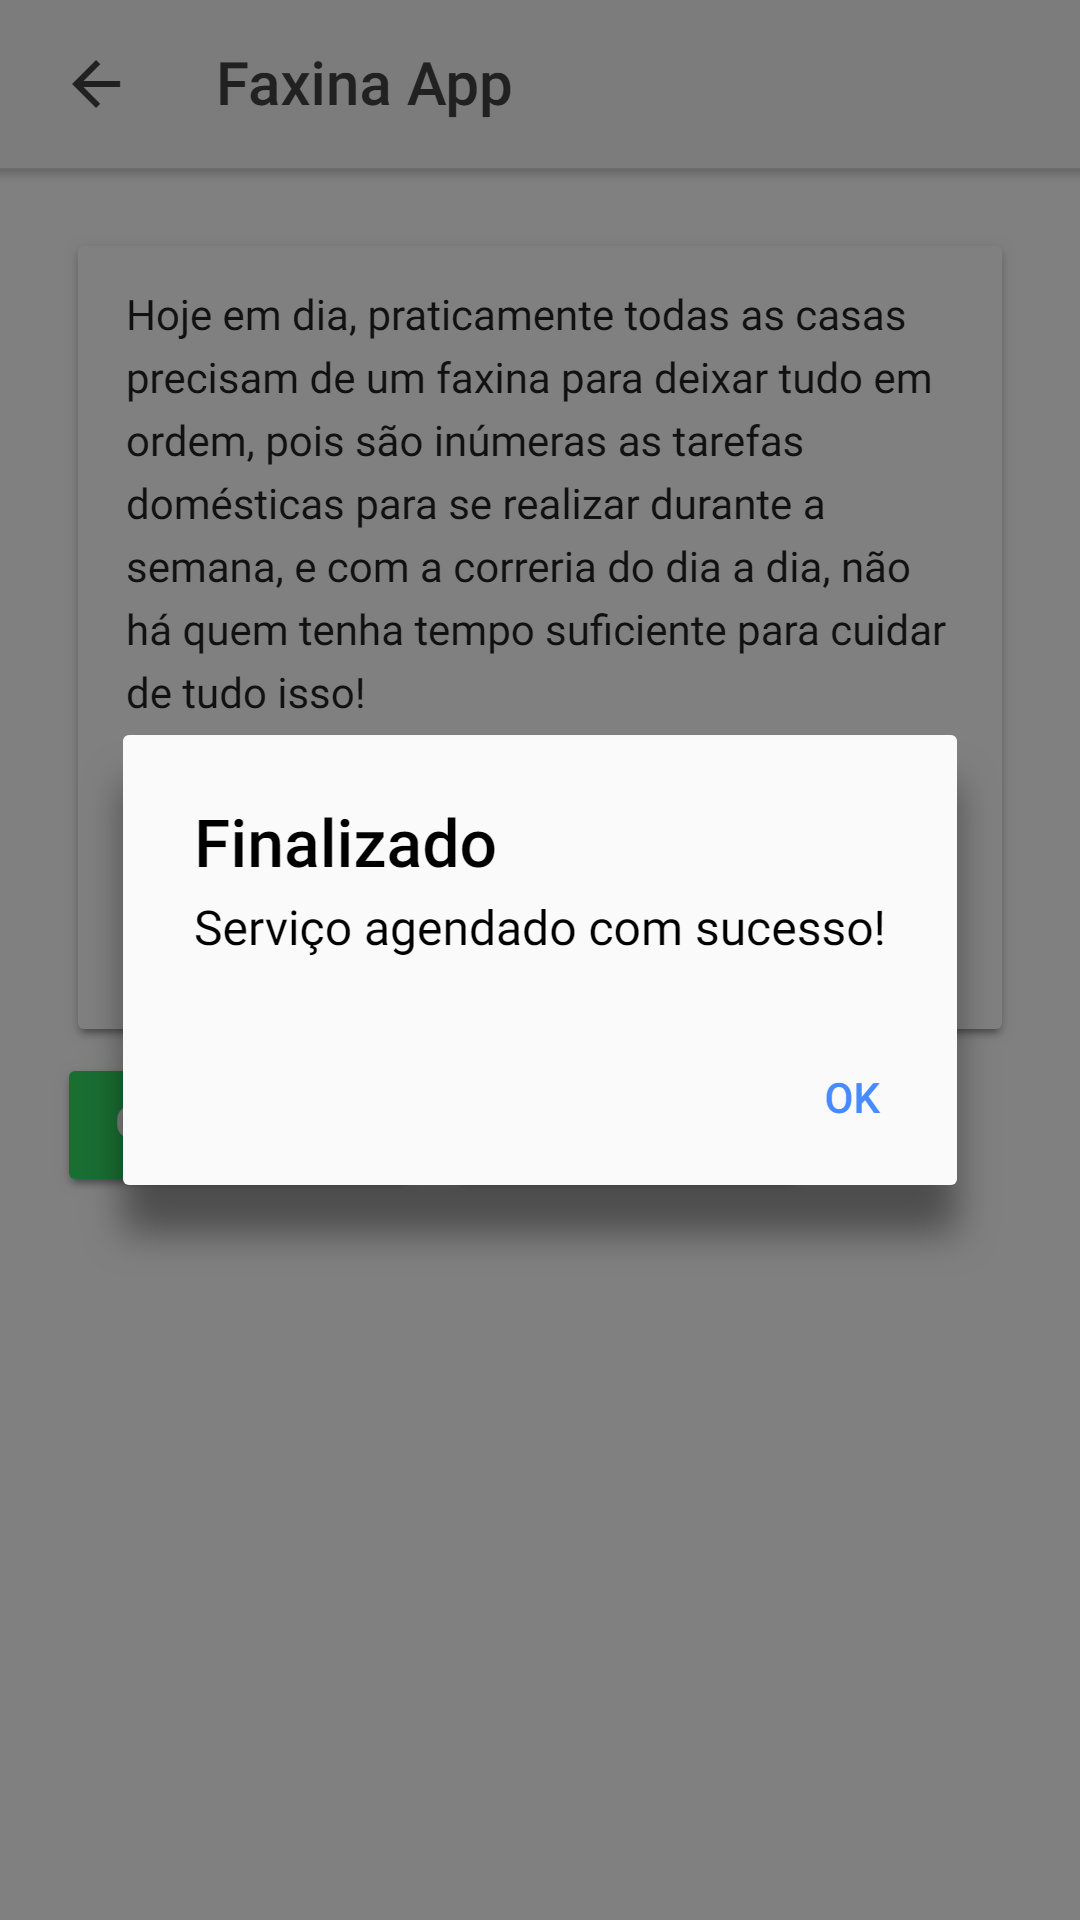 Faxina App
Hoje em dia, praticamente todas as casas
precisam de um faxina para deixar tudo em
ordem, pois são inúmeras as tarefas
domésticas para se realizar durante a
semana, e com a correria do dia a dia, não
há quem tenha tempo suficiente para cuidar
de tudo isso!
Finalizado
Serviço agendado com sucesso!
OK